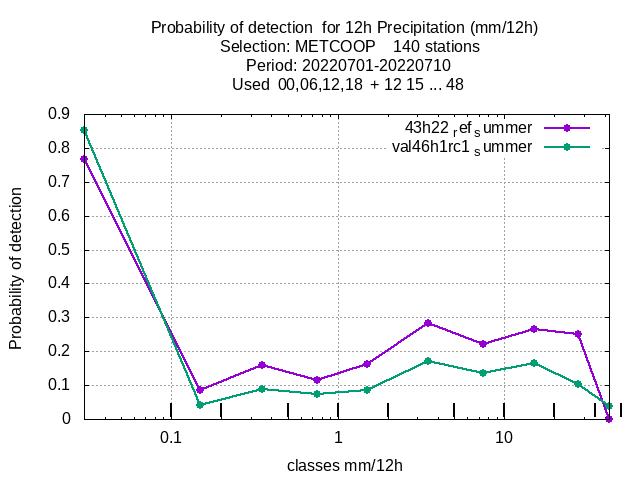 Probability of detection  for 12h Precipitation (mm/12h)
Selection: METCOOP    140 stations
Period: 20220701-20220710
Used  00,06,12,18  + 12 15 ... 48
43h22 ref summer
val46h1rc1 summer
0.9
0.8
0.7
0.6
0.5
0.4
0.3
0.2
0.1
0
Probability of detection
0.1 1 10
classes mm/12h